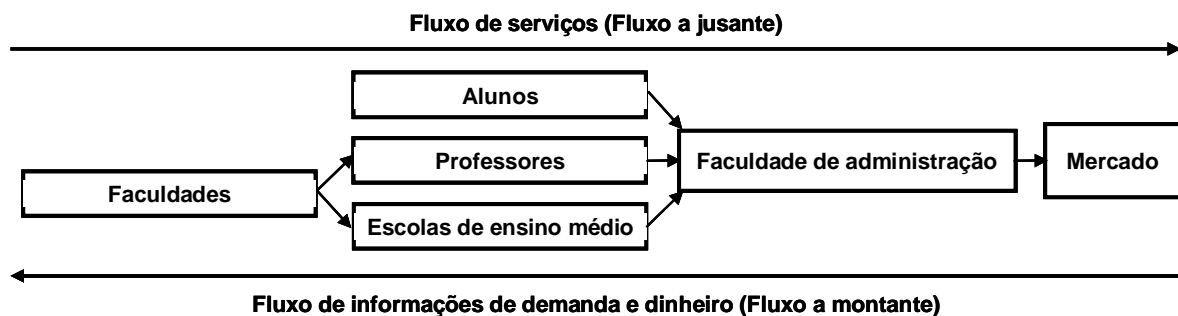 Fluxo de serviços (Fluxo a jusante)
Alunos
Professores
Faculdade de administração
Mercado
Faculdades
Escolas de ensino médio
Fluxo de informações de demanda e dinheiro (Fluxo a montante)